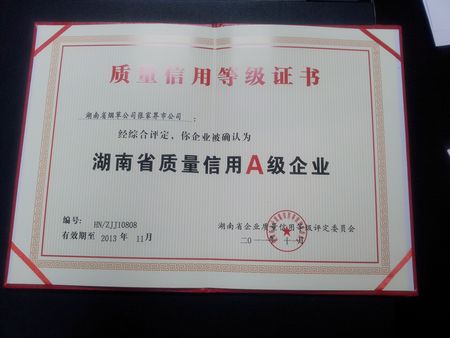 质量信用等级证书
湖南省烟草公司张家界市公司：
经综合评定，你企业被确认为
湖南省质量信用A级企业
编号：HN/ZJJ10808
有效期至 2013 年 11月
湖南省企业质量信用等级评定委员会
二〇一一年十一月